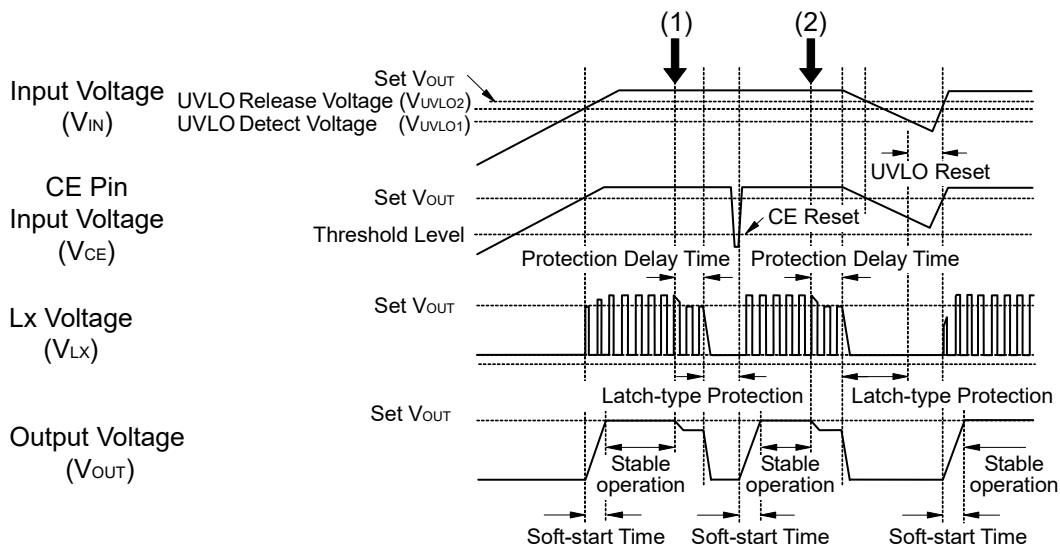 (1) (2)
Input Voltage
(VIN)
Set VOUT
UVLO Release Voltage (VUVLO2)
UVLO Detect Voltage (VUVLO1)
UVLO Reset
CE Pin
Input Voltage
(VCE)
Set VOUT
Threshold Level
CE Reset
Protection Delay Time Protection Delay Time
Lx Voltage
(VLX)
Set VOUT
Latch-type Protection Latch-type Protection
Output Voltage
(VOUT)
Set VOUT
Stable operation Stable operation Stable operation
Soft-start Time Soft-start Time Soft-start Time